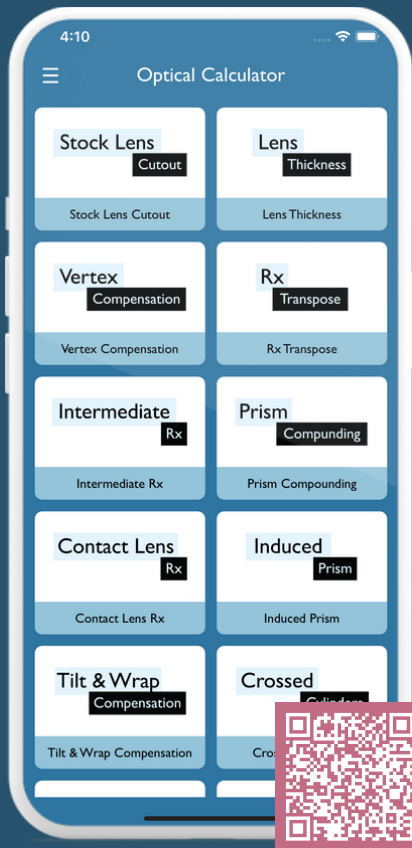 4:10
Optical Calculator
Stock Lens
Cutout
Stock Lens Cutout
Lens
Thickness
Lens Thickness
Vertex
Compensation
Vertex Compensation
Rx
Transpose
Rx Transpose
Intermediate
Rx
Intermediate Rx
Prism
Compunding
Prism Compounding
Contact Lens
Rx
Contact Lens Rx
Induced
Prism
Induced Prism
Tilt & Wrap
Compensation
Tilt & Wrap Compensation
Crossed